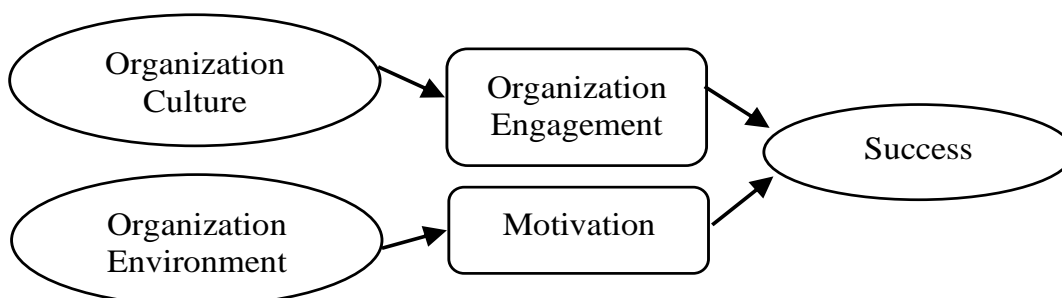 Organization
Culture
Organization
Engagement
Success
Organization
Environment
Motivation